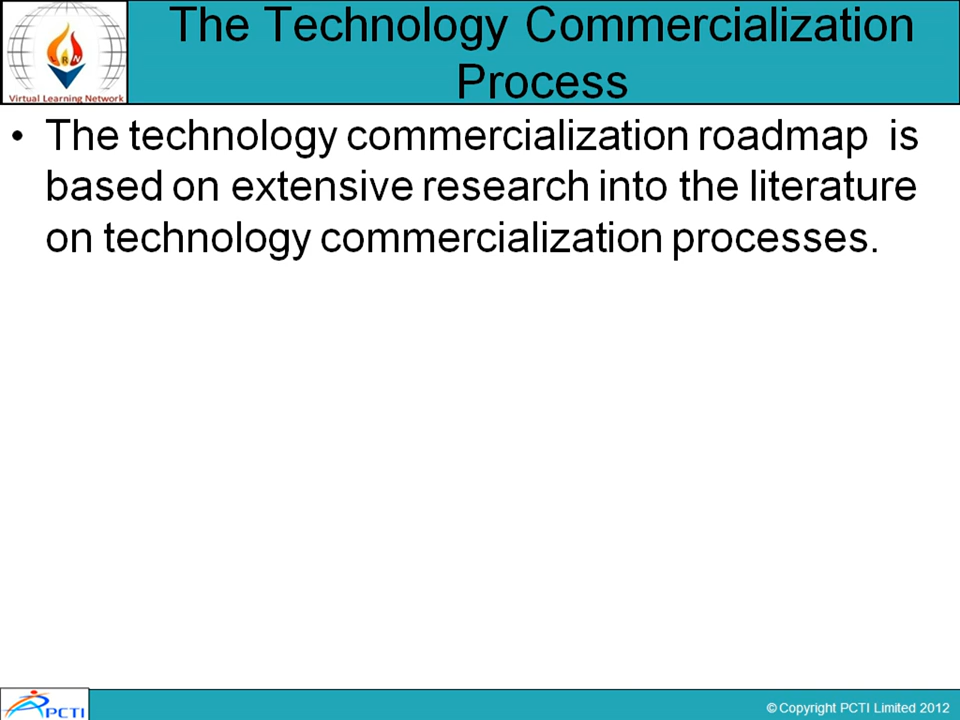 The Technology Commercialization
Process
RN
Virtual Learning Network
• The technology commercialization roadmap is
based on extensive research into the literature
on technology commercialization processes.
PCTI
© Copyright PCTI Limited 2012